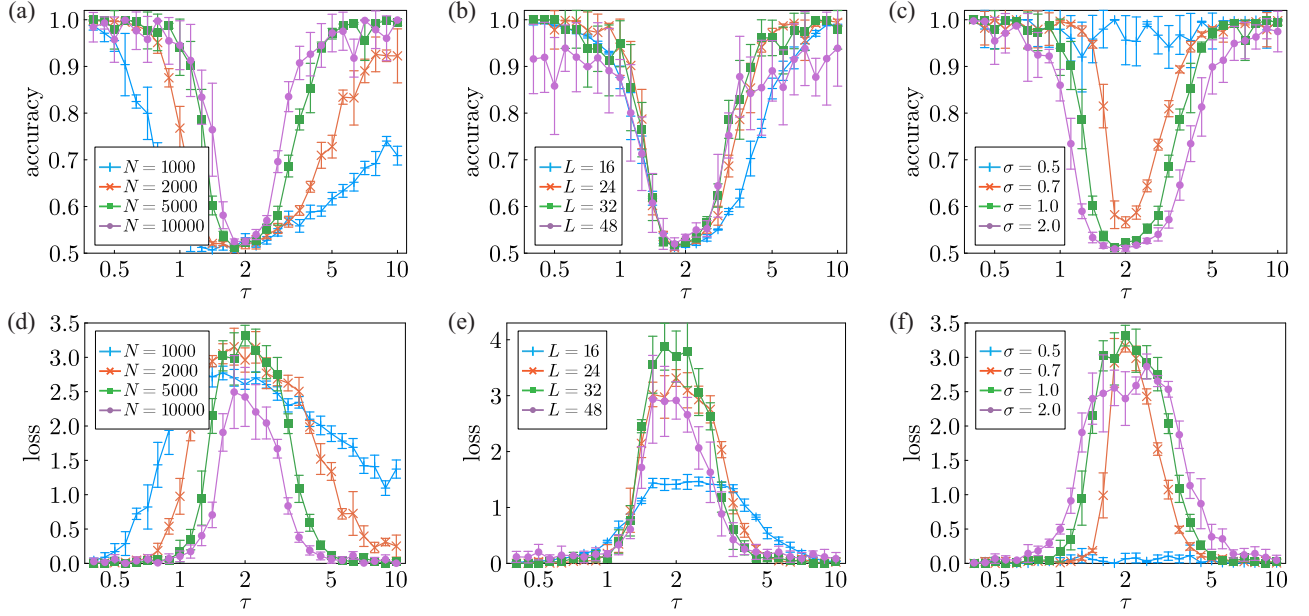 (a)
1.0
0.9
0.8
0.7
0.6
0.5
accuracy
N = 1000
N = 2000
N = 5000
N = 10000
0.5 1 2 5 10
τ
(b)
1.0
0.9
0.8
0.7
0.6
0.5
accuracy
L = 16
L = 24
L = 32
L = 48
0.5 1 2 5 10
τ
(c)
1.0
0.9
0.8
0.7
0.6
0.5
accuracy
σ = 0.5
σ = 0.7
σ = 1.0
σ = 2.0
0.5 1 2 5 10
τ
(d)
3.5
3.0
2.5
2.0
1.5
1.0
0.5
0.0
loss
N = 1000
N = 2000
N = 5000
N = 10000
0.5 1 2 5 10
τ
(e)
4
3
2
1
0
loss
L = 16
L = 24
L = 32
L = 48
0.5 1 2 5 10
τ
(f)
3.5
3.0
2.5
2.0
1.5
1.0
0.5
0.0
loss
σ = 0.5
σ = 0.7
σ = 1.0
σ = 2.0
0.5 1 2 5 10
τ